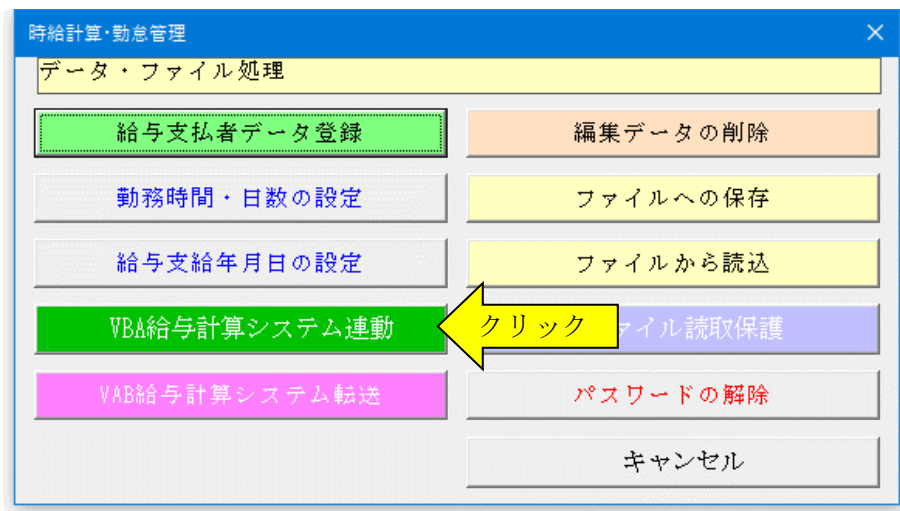 時給計算・勤怠管理
データ・ファイル処理
給与支払者データ登録
編集データの削除
勤務時間・日数の設定
ファイルへの保存
給与支給年月日の設定
ファイルから読込
VBA給与計算システム連動
クリック
ァイル読取保護
VAB給与計算システム転送
パスワードの解除
キャンセル